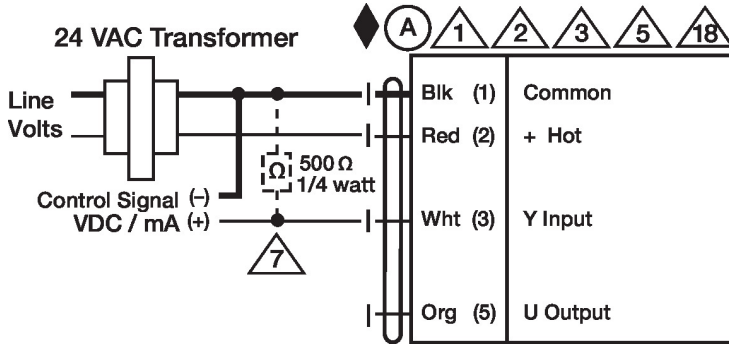 24 VAC Transformer
A 1 2 3 5 18
Line
Volts
Blk (1) Common
Red (2) + Hot
Ω 500 Ω
1/4 watt
Control Signal (-)
VDC / mA (+)
Wht (3) Y Input
7
Org (5) U Output